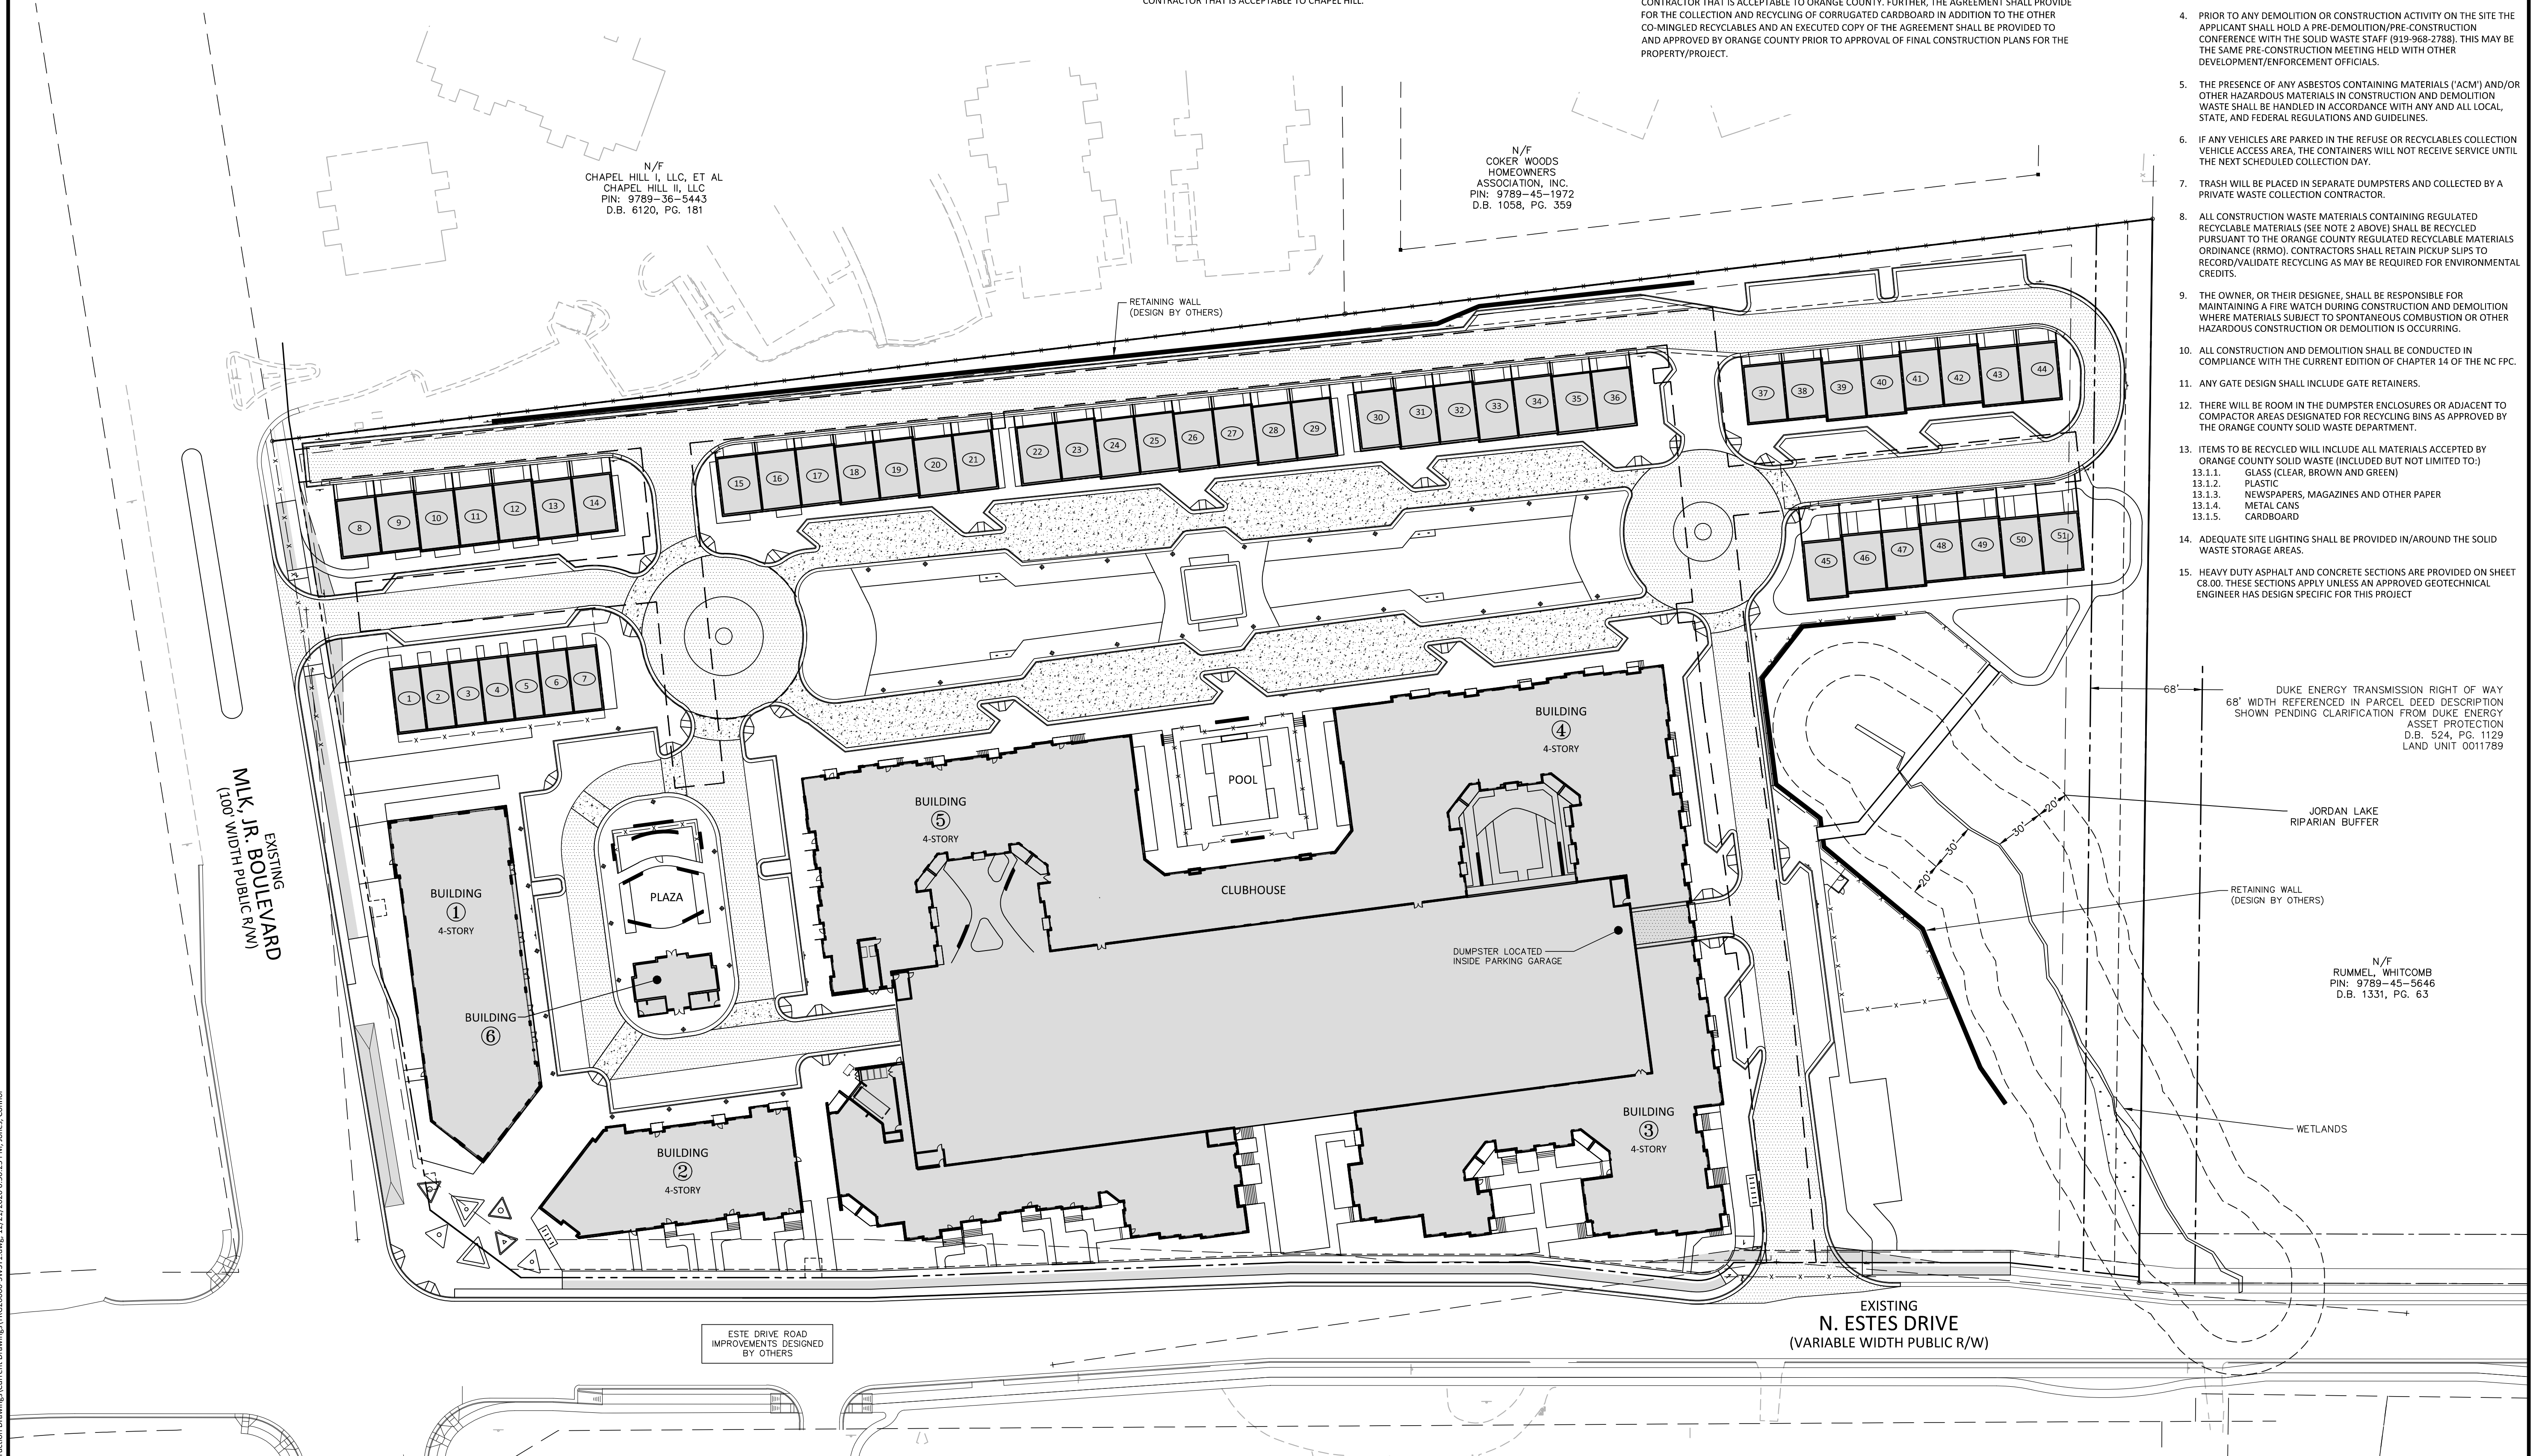 CONTRACTOR THAT IS ACCEPTABLE TO CHAPEL HILL.
CONTRACTOR THAT IS ACCEPTABLE TO ORANGE COUNTY. FURTHER, THE AGREEMENT SHALL PROVIDE
FOR THE COLLECTION AND RECYCLING OF CORRUGATED CARDBOARD IN ADDITION TO THE OTHER
CO-MINGLED RECYCLABLES AND AN EXECUTED COPY OF THE AGREEMENT SHALL BE PROVIDED TO
AND APPROVED BY ORANGE COUNTY PRIOR TO APPROVAL OF FINAL CONSTRUCTION PLANS FOR THE
PROPERTY/PROJECT.
4. PRIOR TO ANY DEMOLITION OR CONSTRUCTION ACTIVITY ON THE SITE THE
APPLICANT SHALL HOLD A PRE-DEMOLITION/PRE-CONSTRUCTION
CONFERENCE WITH THE SOLID WASTE STAFF (919-968-2788). THIS MAY BE
THE SAME PRE-CONSTRUCTION MEETING HELD WITH OTHER
DEVELOPMENT/ENFORCEMENT OFFICIALS.
5. THE PRESENCE OF ANY ASBESTOS CONTAINING MATERIALS ('ACM') AND/OR
OTHER HAZARDOUS MATERIALS IN CONSTRUCTION AND DEMOLITION
WASTE SHALL BE HANDLED IN ACCORDANCE WITH ANY AND ALL LOCAL,
STATE, AND FEDERAL REGULATIONS AND GUIDELINES.
6. IF ANY VEHICLES ARE PARKED IN THE REFUSE OR RECYCLABLES COLLECTION
VEHICLE ACCESS AREA, THE CONTAINERS WILL NOT RECEIVE SERVICE UNTIL
THE NEXT SCHEDULED COLLECTION DAY.
7. TRASH WILL BE PLACED IN SEPARATE DUMPSTERS AND COLLECTED BY A
PRIVATE WASTE COLLECTION CONTRACTOR.
8. ALL CONSTRUCTION WASTE MATERIALS CONTAINING REGULATED
RECYCLABLE MATERIALS (SEE NOTE 2 ABOVE) SHALL BE RECYCLED
PURSUANT TO THE ORANGE COUNTY REGULATED RECYCLABLE MATERIALS
ORDINANCE (RRMO). CONTRACTORS SHALL RETAIN PICKUP SLIPS TO
RECORD/VALIDATE RECYCLING AS MAY BE REQUIRED FOR ENVIRONMENTAL
CREDITS.
9. THE OWNER, OR THEIR DESIGNEE, SHALL BE RESPONSIBLE FOR
MAINTAINING A FIRE WATCH DURING CONSTRUCTION AND DEMOLITION
WHERE MATERIALS SUBJECT TO SPONTANEOUS COMBUSTION OR OTHER
HAZARDOUS CONSTRUCTION OR DEMOLITION IS OCCURRING.
10. ALL CONSTRUCTION AND DEMOLITION SHALL BE CONDUCTED IN
COMPLIANCE WITH THE CURRENT EDITION OF CHAPTER 14 OF THE NC FPC.
11. ANY GATE DESIGN SHALL INCLUDE GATE RETAINERS.
12. THERE WILL BE ROOM IN THE DUMPSTER ENCLOSURES OR ADJACENT TO
COMPACTOR AREAS DESIGNATED FOR RECYCLING BINS AS APPROVED BY
THE ORANGE COUNTY SOLID WASTE DEPARTMENT.
13. ITEMS TO BE RECYCLED WILL INCLUDE ALL MATERIALS ACCEPTED BY
ORANGE COUNTY SOLID WASTE (INCLUDED BUT NOT LIMITED TO:)
13.1.1. GLASS (CLEAR, BROWN AND GREEN)
13.1.2. PLASTIC
13.1.3. NEWSPAPERS, MAGAZINES AND OTHER PAPER
13.1.4. METAL CANS
13.1.5. CARDBOARD
14. ADEQUATE SITE LIGHTING SHALL BE PROVIDED IN/AROUND THE SOLID
WASTE STORAGE AREAS.
15. HEAVY DUTY ASPHALT AND CONCRETE SECTIONS ARE PROVIDED ON SHEET
C8.00. THESE SECTIONS APPLY UNLESS AN APPROVED GEOTECHNICAL
ENGINEER HAS DESIGN SPECIFIC FOR THIS PROJECT
N/F
CHAPEL HILL I, LLC, ET AL
CHAPEL HILL II, LLC
PIN: 9789-36-5443
D.B. 6120, PG. 181
N/F
COKER WOODS
HOMEOWNERS
ASSOCIATION, INC.
PIN: 9789-45-1972
D.B. 1058, PG. 359
RETAINING WALL
(DESIGN BY OTHERS)
37 38 39 40 41 42 43 44
30 31 32 33 34 35 36
22 23 24 25 26 27 28 29
15 16 17 18 19 20 21
8 9 10 11 12 13 14
45 46 47 48 49 50 51
1 2 3 4 5 6 7
68'
DUKE ENERGY TRANSMISSION RIGHT OF WAY
68' WIDTH REFERENCED IN PARCEL DEED DESCRIPTION
SHOWN PENDING CLARIFICATION FROM DUKE ENERGY
ASSET PROTECTION
D.B. 524, PG. 1129
LAND UNIT 0011789
JORDAN LAKE
RIPARIAN BUFFER
20'
30'
30'
20'
RETAINING WALL
(DESIGN BY OTHERS)
N/F
RUMMEL, WHITCOMB
PIN: 9789-45-5646
D.B. 1331, PG. 63
WETLANDS
EXISTING
MLK, JR. BOULEVARD
(100' WIDTH PUBLIC R/W)
BUILDING
4
4-STORY
POOL
BUILDING
5
4-STORY
CLUBHOUSE
BUILDING
1
4-STORY
PLAZA
DUMPSTER LOCATED
INSIDE PARKING GARAGE
BUILDING
6
BUILDING
3
4-STORY
BUILDING
2
4-STORY
EXISTING
N. ESTES DRIVE
(VARIABLE WIDTH PUBLIC R/W)
ESTE DRIVE ROAD
IMPROVEMENTS DESIGNED
BY OTHERS